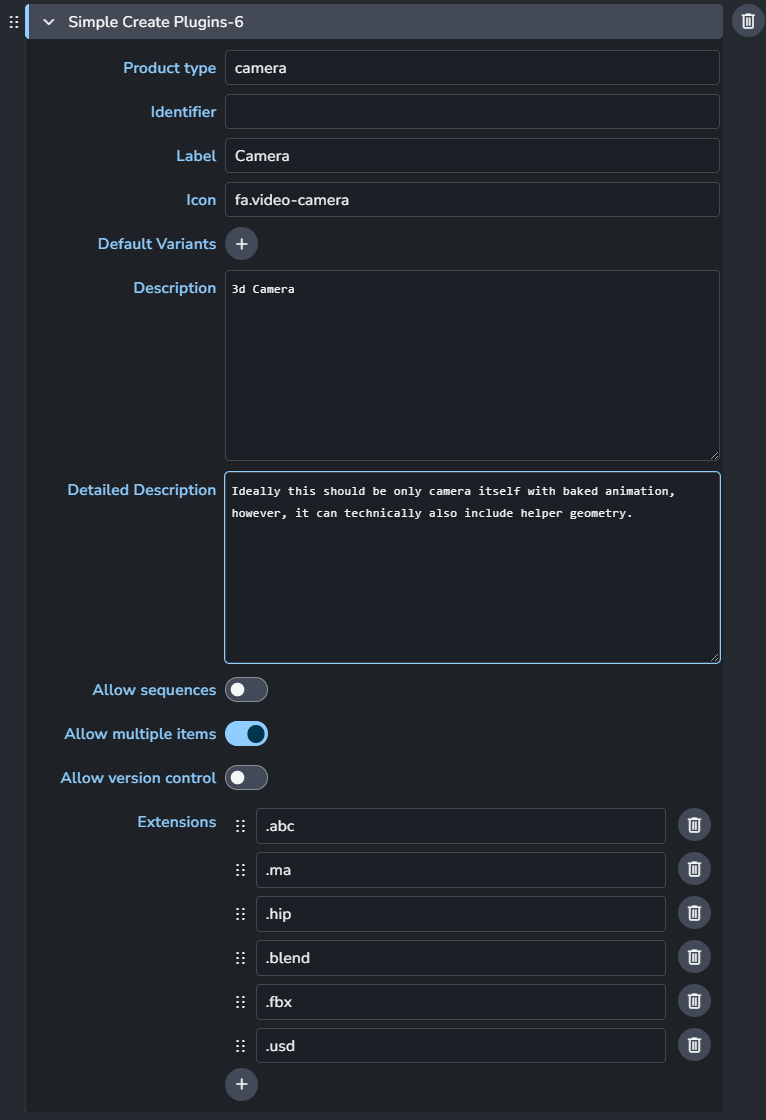 Simple Create Plugins-6
Product type camera
Identifier
Label Camera
Icon fa.video-camera
Default Variants
Description 3d Camera
Detailed Description Ideally this should be only camera itself with baked animation,
however, it can technically also include helper geometry.
Allow sequences
Allow multiple items
Allow version control
Extensions .abc
.ma
.hip
.blend
.fbx
.usd